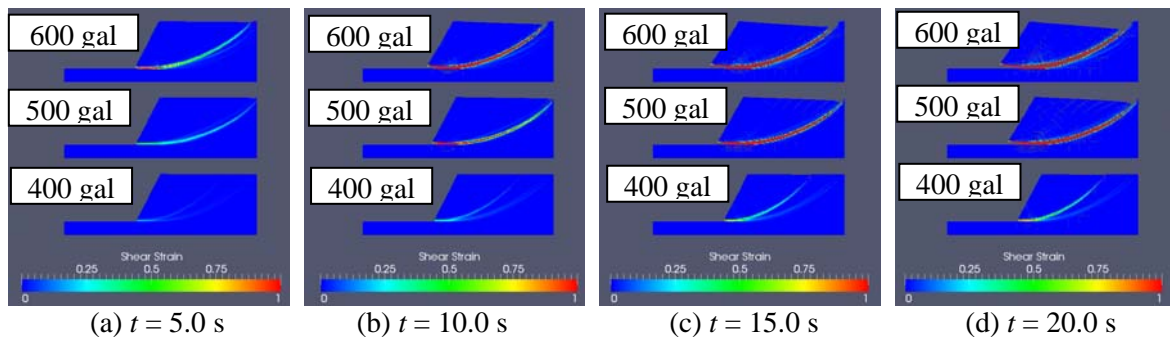 600 gal
500 gal
400 gal
Shear Strain
0.25 0.5 0.75
0 1
(a) t = 5.0 s
600 gal
500 gal
400 gal
Shear Strain
0.25 0.5 0.75
0 1
(b) t = 10.0 s
600 gal
500 gal
400 gal
Shear Strain
0.25 0.5 0.75
0 1
(c) t = 15.0 s
600 gal
500 gal
400 gal
Shear Strain
0.25 0.5 0.75
0 1
(d) t = 20.0 s